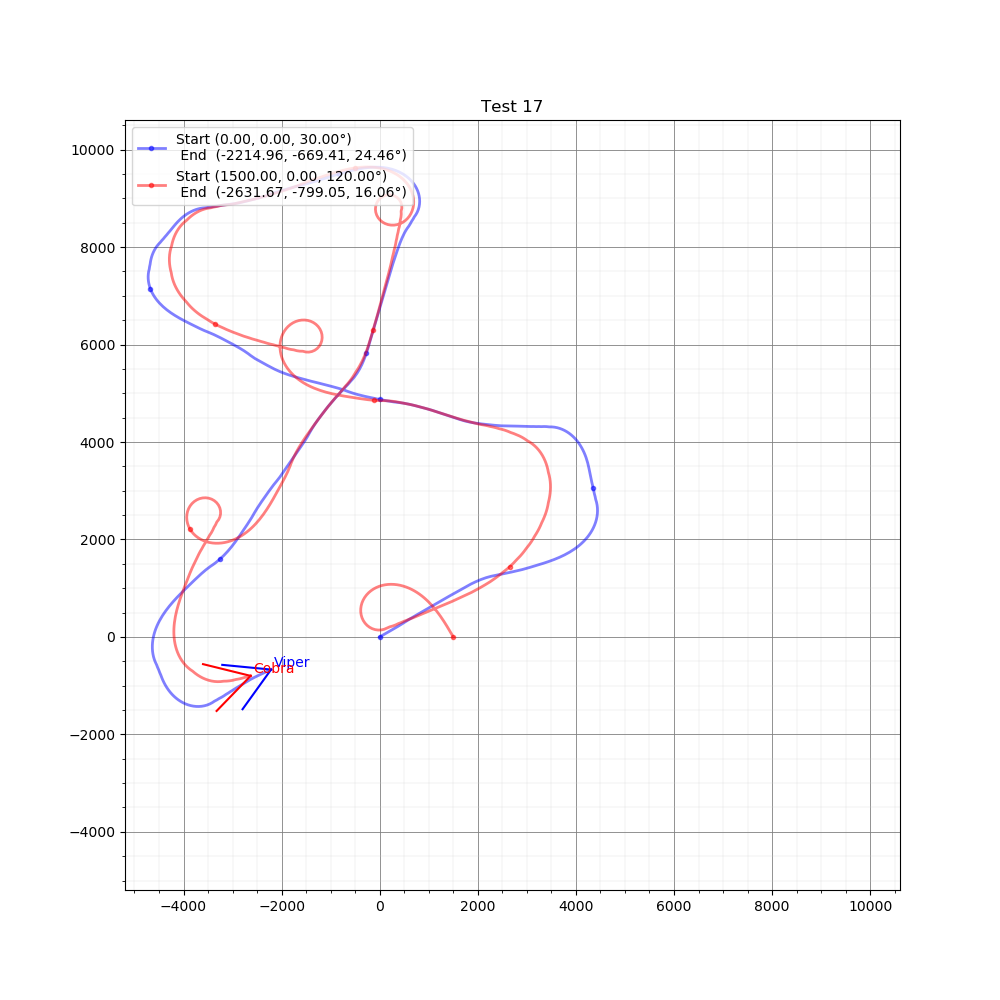 Test 17
Start (0.00, 0.00, 30.00°)
End (-2214.96, -669.41, 24.46°)
Start (1500.00, 0.00, 120.00°)
End (-2631.67, -799.05, 16.06°)
10000
8000
6000
4000
2000
0
−2000
−4000
Viper
Cobra
−4000 −2000 0 2000 4000 6000 8000 10000